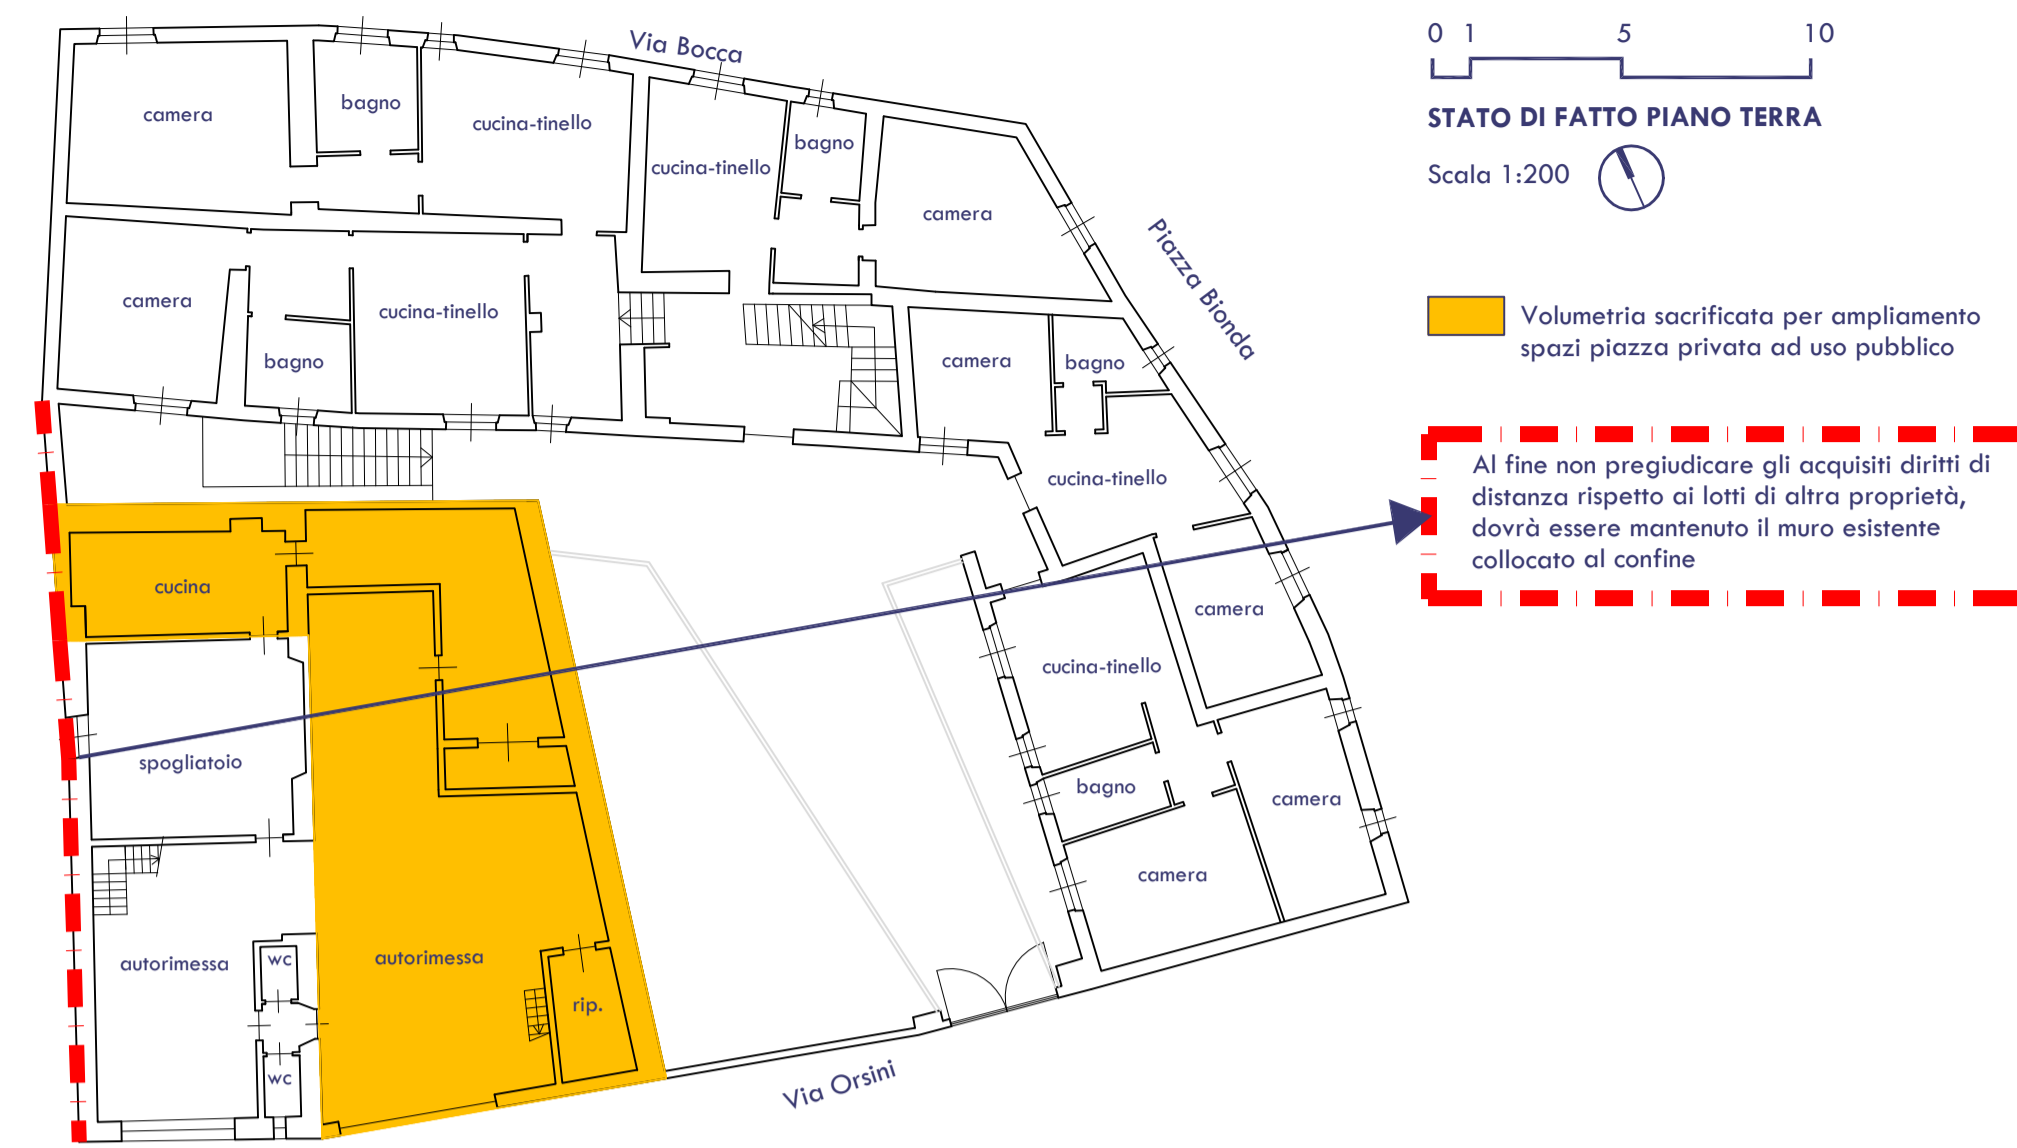 Via Bocca
0 1 5 10
STATO DI FATTO PIANO TERRA
Scala 1:200
camera
bagno
cucina-tinello
cucina-tinello
bagno
camera
Piazza Bionda
camera
bagno
cucina-tinello
camera
bagno
cucina-tinello
Volumetria sacrificata per ampliamento
spazi piazza privata ad uso pubblico
Al fine non pregiudicare gli acquisiti diritti di
distanza rispetto ai lotti di altra proprietà,
dovrà essere mantenuto il muro esistente
collocato al confine
cucina
camera
cucina-tinello
spogliatoio
bagno
camera
camera
autorimessa
wc
autorimessa
rip.
wc
Via Orsini